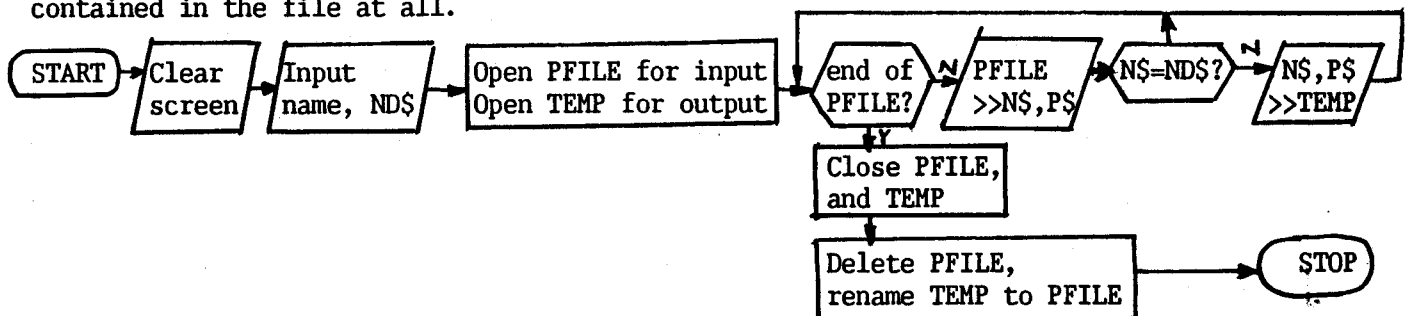 contained in the file at all.
START
Clear
screen
Input
name, ND$
Open PFILE for input
Open TEMP for output
end of
PFILE?
N
PFILE
>>N$,P$
N$=ND$?
N
N$,P$
>>TEMP
Y
Close PFILE,
and TEMP
Delete PFILE,
rename TEMP to PFILE
STOP